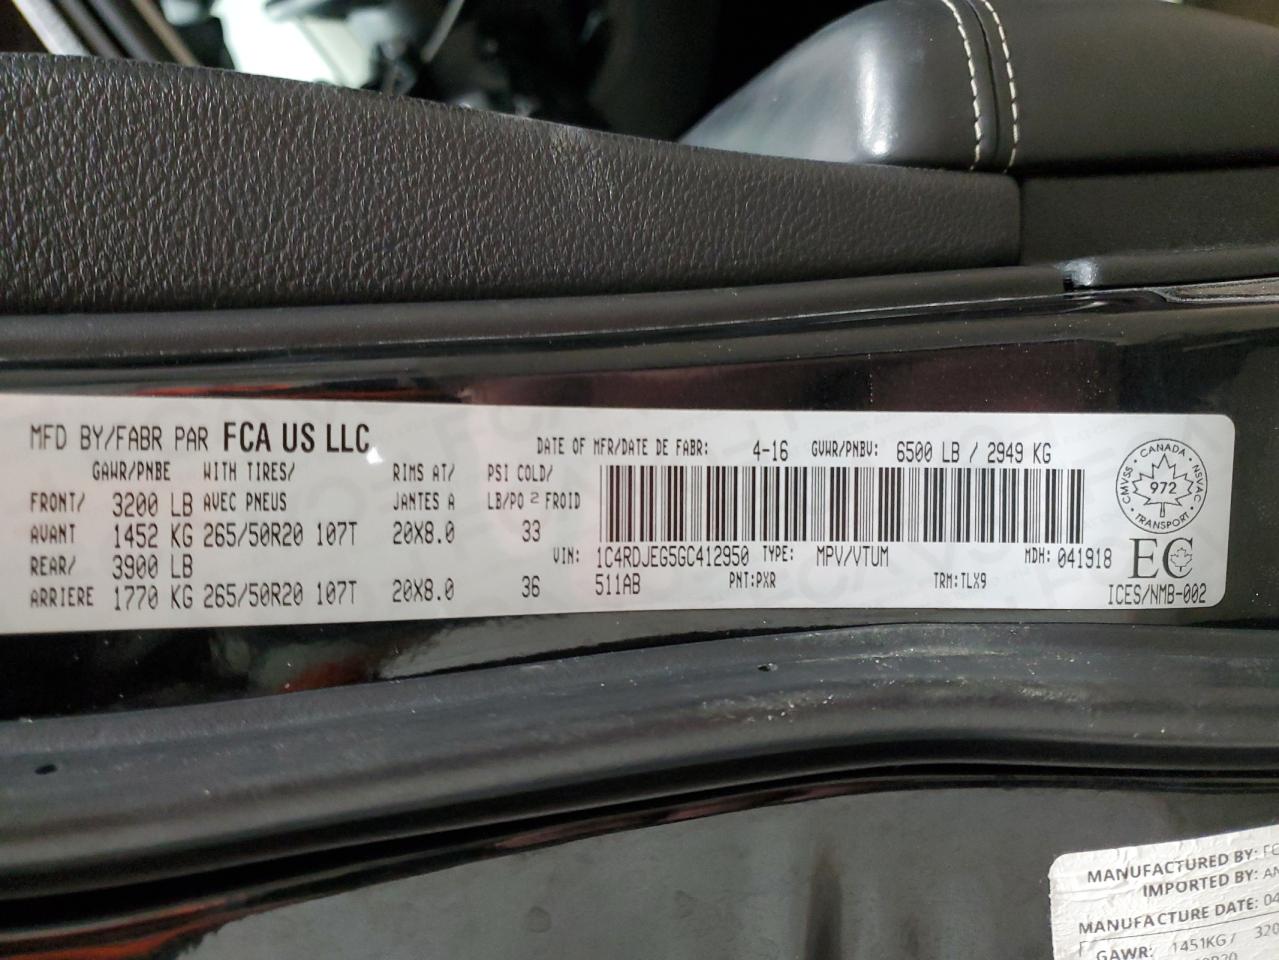 MFD BY/FABR PAR FCA US LLC DATE OF MFR/DATE DE FABR: 4-16 GVWR/PNBV: 6500 LB / 2949 KG
GAWR/PNBE WITH TIRES/ RIMS AT/ PSI COLD/
FRONT/ 3200 LB AVEC PNEUS JANTES A LB/PO 2 FROID
AVANT 1452 KG 265/50R20 107T 20X8.0 33
REAR/ 3900 LB VIN: 1C4RDJEG5GC412950 TYPE: MPV/VTUM MDH: 041918
ARRIERE 1770 KG 265/50R20 107T 20X8.0 36 511AB PNT:PXR TRM:TLX9 ICES/NMB-002
CANADA
CMVSS 972 NSVAC
TRANSPORT
EC
MANUFACTURED BY: FC
IMPORTED BY: AN
MANUFACTURE DATE: 04
GAWR: 1451KG/ 320